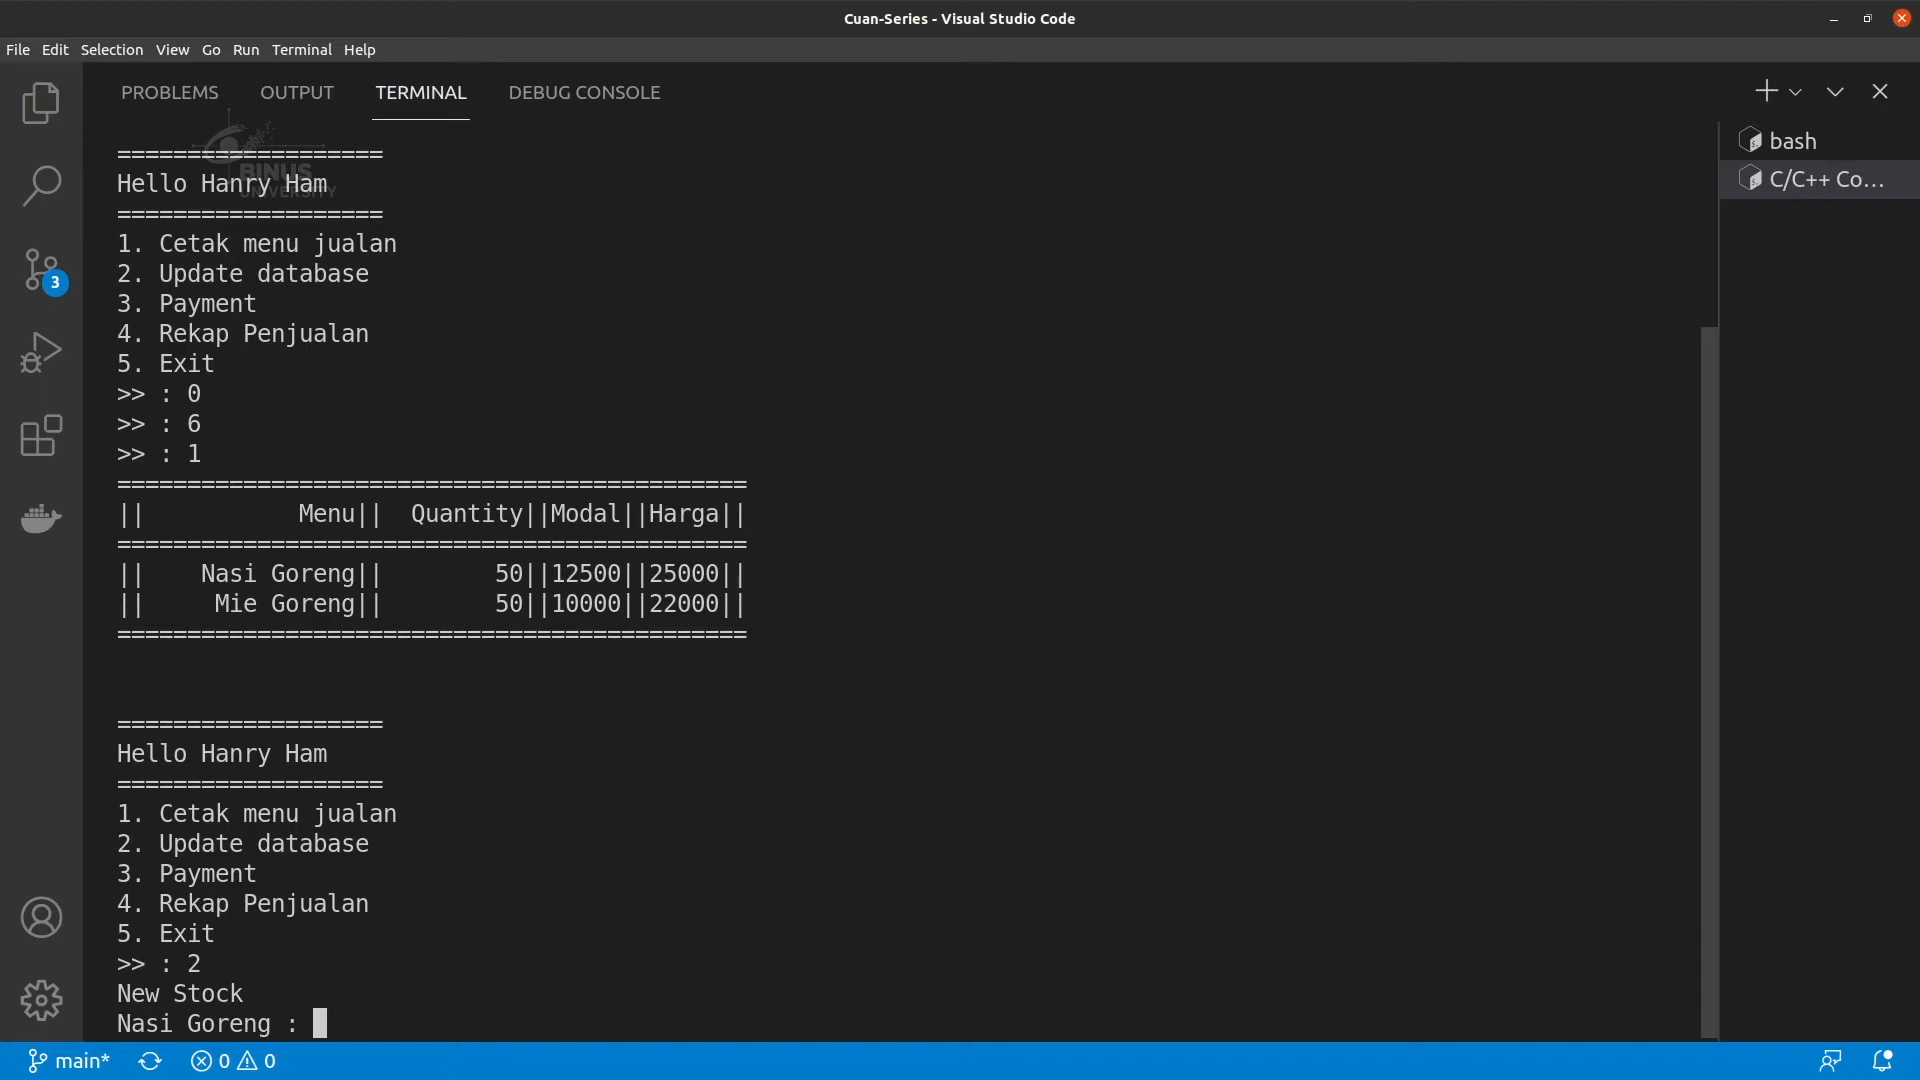 Cuan-Series - Visual Studio Code
File Edit Selection View Go Run Terminal Help
PROBLEMS OUTPUT TERMINAL DEBUG CONSOLE
BINUS
UNIVERSITY
===================
Hello Hanry Ham
===================
1. Cetak menu jualan
2. Update database
3. Payment
4. Rekap Penjualan
5. Exit
>> : 0
>> : 6
>> : 1
=============================================
||           Menu||  Quantity||Modal||Harga||
=============================================
||    Nasi Goreng||        50||12500||25000||
||     Mie Goreng||        50||10000||22000||
=============================================
===================
Hello Hanry Ham
===================
1. Cetak menu jualan
2. Update database
3. Payment
4. Rekap Penjualan
5. Exit
>> : 2
New Stock
Nasi Goreng :
bash
C/C++ Co...
3
main* 0 0